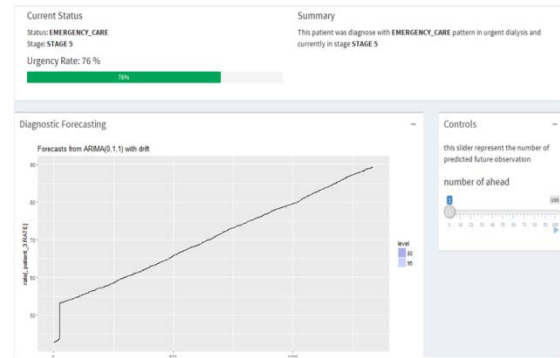 Current Status
Status: EMERGENCY_CARE
Stage: STAGE 5
Urgency Rate: 76 %
76%
Summary
This patient was diagnose with EMERGENCY_CARE pattern in urgent dialysis and
currently in stage STAGE 5
Diagnostic Forecasting
Forecasts from ARIMA(0,1,1) with drift
90
80
70
60
50
rate[, patient_3.RATE]
level
80
95
Controls
this slider represent the number of
predicted future observation
number of ahead
1
100